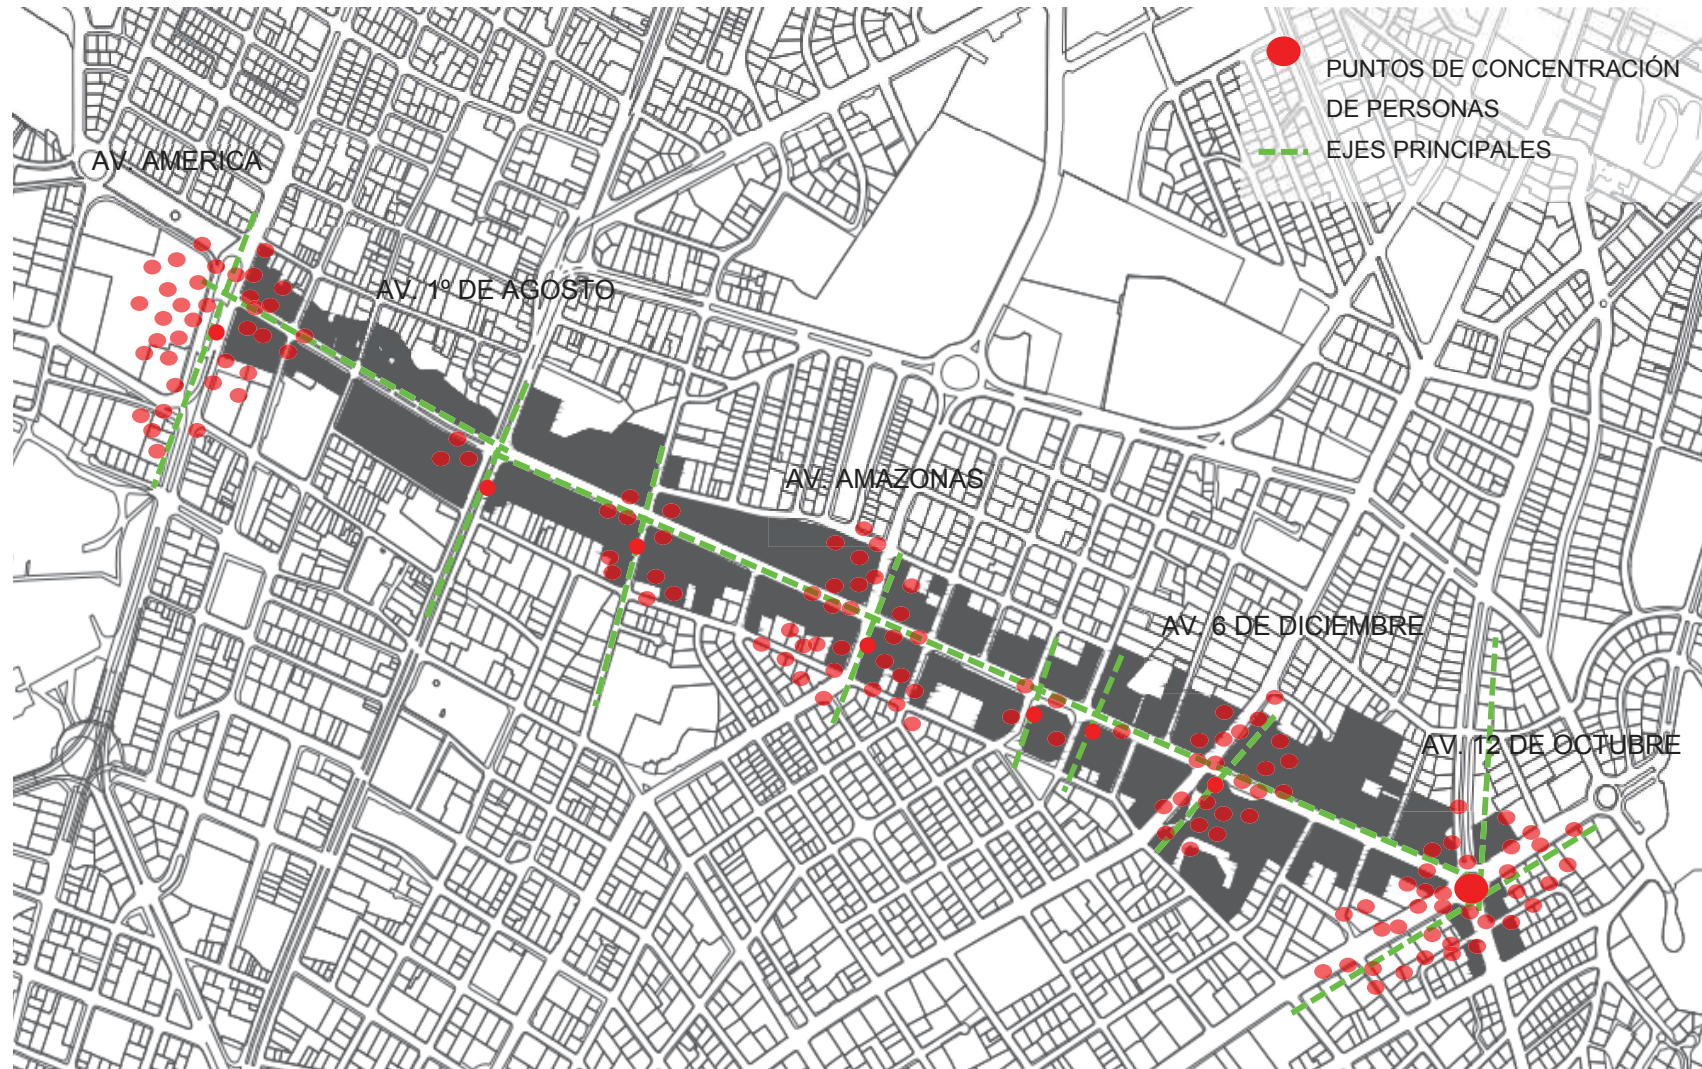 PUNTOS DE CONCENTRACIÓN
DE PERSONAS
EJES PRINCIPALES
AV. AMERICA
AV. 1º DE AGOSTO
AV. AMAZONAS
AV. 6 DE DICIEMBRE
AV. 12 DE OCTUBRE